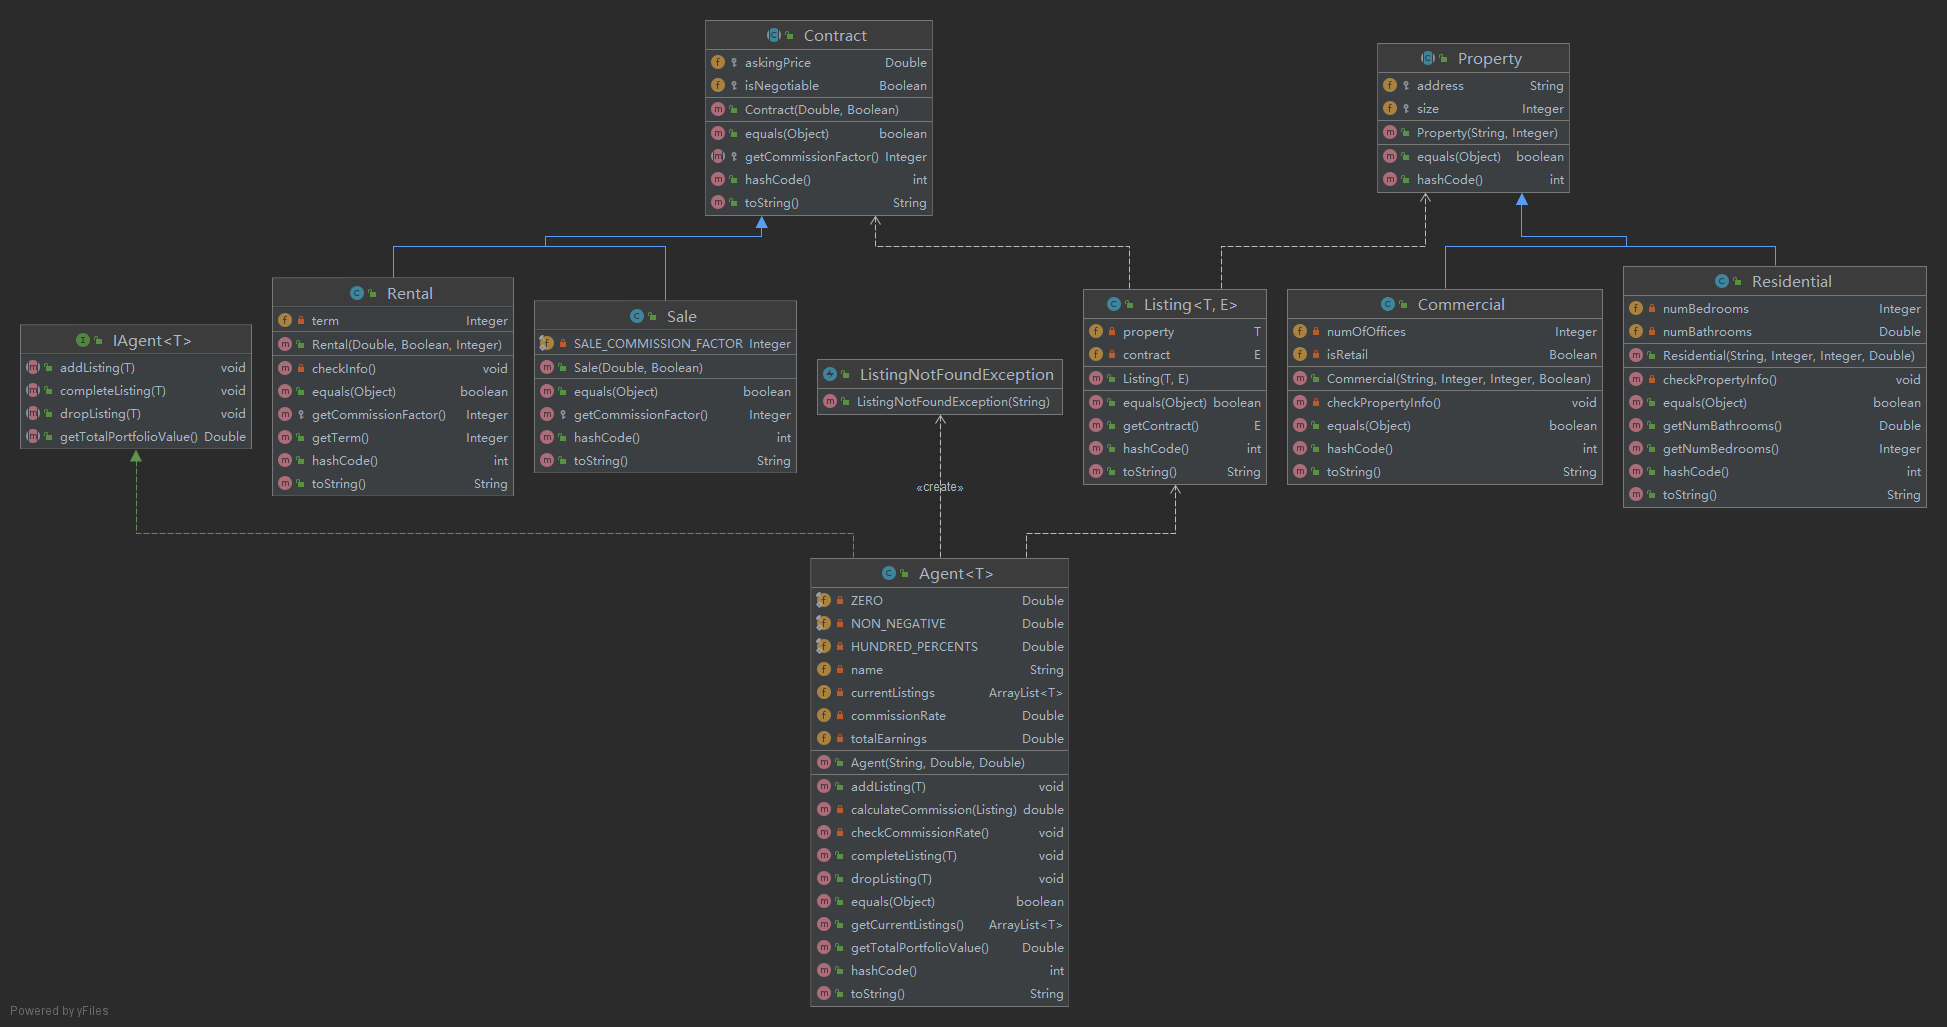 Contract
askingPrice Double
isNegotiable Boolean
Contract(Double, Boolean)
equals(Object) boolean
getCommissionFactor() Integer
hashCode() int
toString() String
Property
address String
size Integer
Property(String, Integer)
equals(Object) boolean
hashCode() int
IAgent<T>
addListing(T) void
completeListing(T) void
dropListing(T) void
getTotalPortfolioValue() Double
Rental
term Integer
Rental(Double, Boolean, Integer)
checkInfo() void
equals(Object) boolean
getCommissionFactor() Integer
getTerm() Integer
hashCode() int
toString() String
Sale
SALE_COMMISSION_FACTOR Integer
Sale(Double, Boolean)
equals(Object) boolean
getCommissionFactor() Integer
hashCode() int
toString() String
ListingNotFoundException
ListingNotFoundException(String)
Listing<T, E>
property T
contract E
Listing(T, E)
equals(Object) boolean
getContract() E
hashCode() int
toString() String
Commercial
numOfOffices Integer
isRetail Boolean
Commercial(String, Integer, Integer, Boolean)
checkPropertyInfo() void
equals(Object) boolean
hashCode() int
toString() String
Residential
numBedrooms Integer
numBathrooms Double
Residential(String, Integer, Integer, Double)
checkPropertyInfo() void
equals(Object) boolean
getNumBathrooms() Double
getNumBedrooms() Integer
hashCode() int
toString() String
«create»
Agent<T>
ZERO Double
NON_NEGATIVE Double
HUNDRED_PERCENTS Double
name String
currentListings ArrayList<T>
commissionRate Double
totalEarnings Double
Agent(String, Double, Double)
addListing(T) void
calculateCommission(Listing) double
checkCommissionRate() void
completeListing(T) void
dropListing(T) void
equals(Object) boolean
getCurrentListings() ArrayList<T>
getTotalPortfolioValue() Double
hashCode() int
toString() String
Powered by yFiles